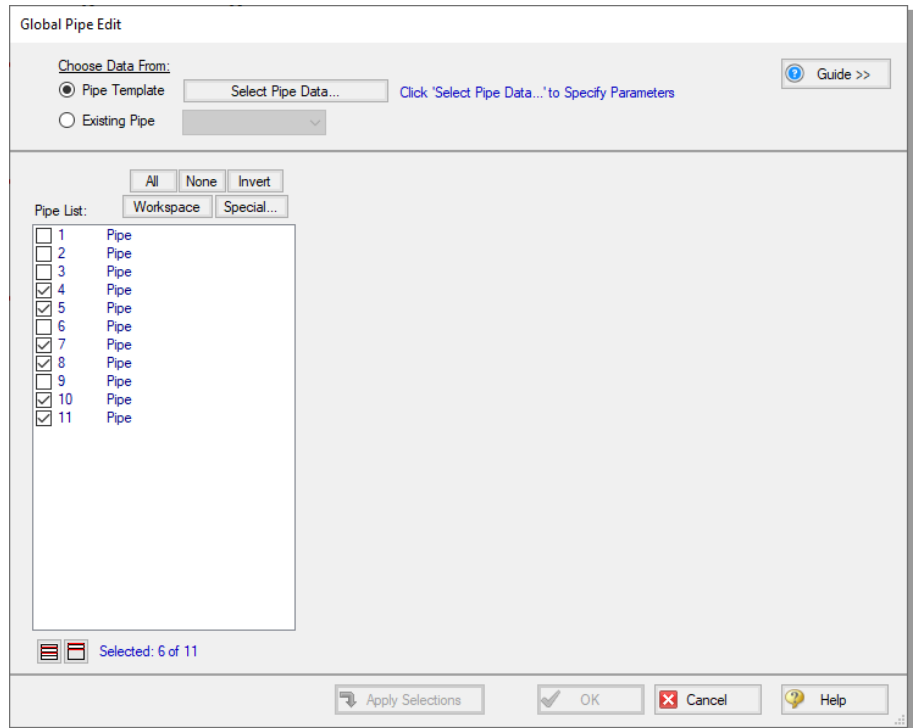 Global Pipe Edit
Choose Data From:
Pipe Template Select Pipe Data... Click 'Select Pipe Data...' to Specify Parameters Guide >>
Existing Pipe
All None Invert
Pipe List: Workspace Special...
1 Pipe
2 Pipe
3 Pipe
4 Pipe
5 Pipe
6 Pipe
7 Pipe
8 Pipe
9 Pipe
10 Pipe
11 Pipe
Selected: 6 of 11
Apply Selections OK Cancel Help